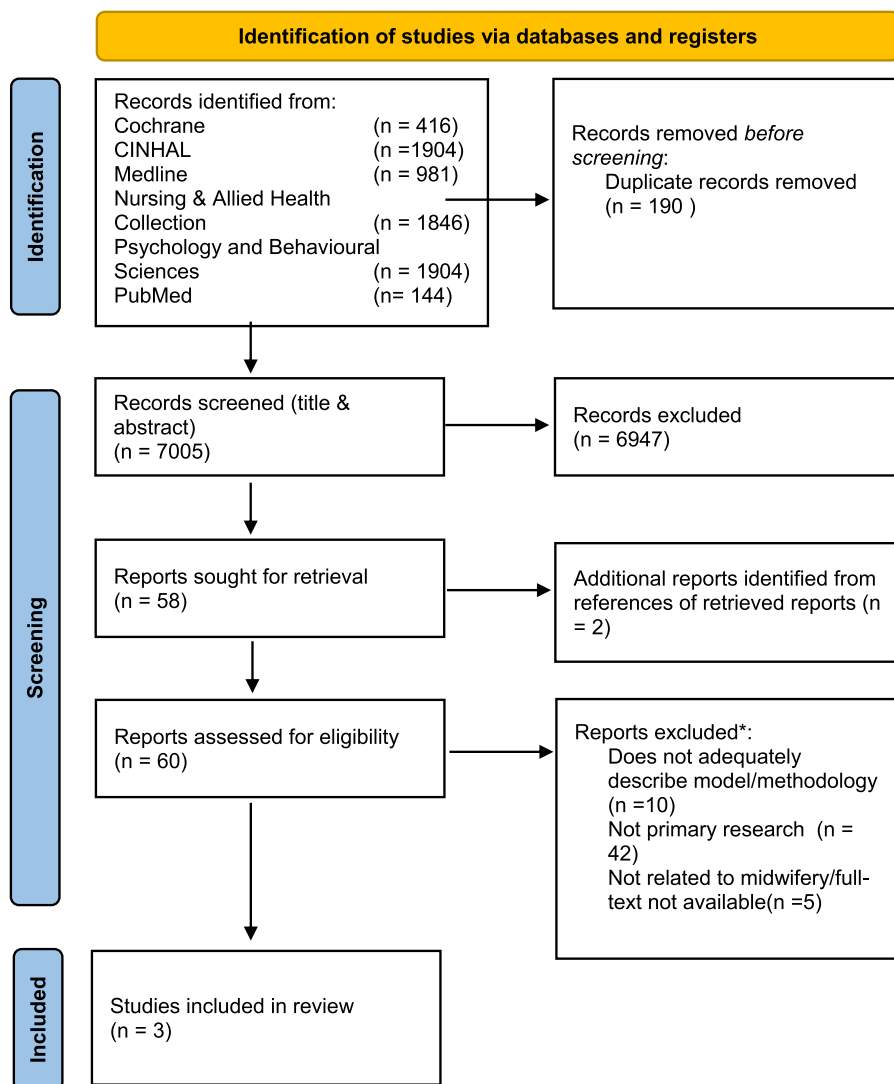 Identification of studies via databases and registers
Identification
Records identified from:
Cochrane (n = 416)
CINHAL (n =1904)
Medline (n = 981)
Nursing & Allied Health
Collection (n = 1846)
Psychology and Behavioural
Sciences (n = 1904)
PubMed (n= 144)
Records removed before
screening:
Duplicate records removed
(n = 190 )
Screening
Records screened (title &
abstract)
(n = 7005)
Records excluded
(n = 6947)
Reports sought for retrieval
(n = 58)
Additional reports identified from
references of retrieved reports (n
= 2)
Reports assessed for eligibility
(n = 60)
Reports excluded*:
Does not adequately
describe model/methodology
(n =10)
Not primary research (n =
42)
Not related to midwifery/full-
text not available(n =5)
Included
Studies included in review
(n = 3)